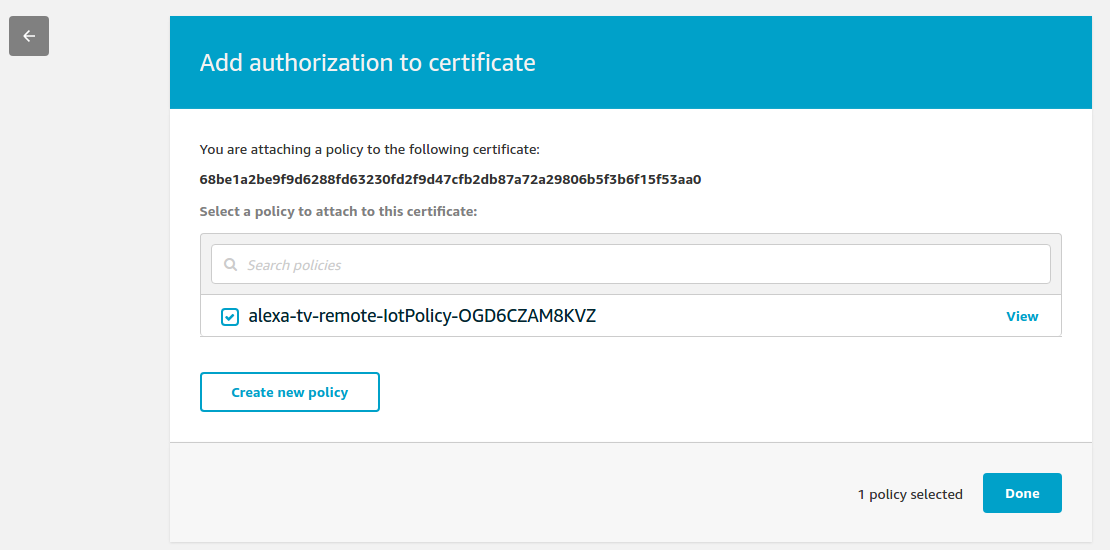 Add authorization to certificate
You are attaching a policy to the following certificate:
68be1a2be9f9d6288fd63230fd2f9d47cfb2db87a72a29806b5f3b6f15f53aa0
Select a policy to attach to this certificate:
Search policies
alexa-tv-remote-IotPolicy-OGD6CZAM8KVZ View
Create new policy
1 policy selected Done